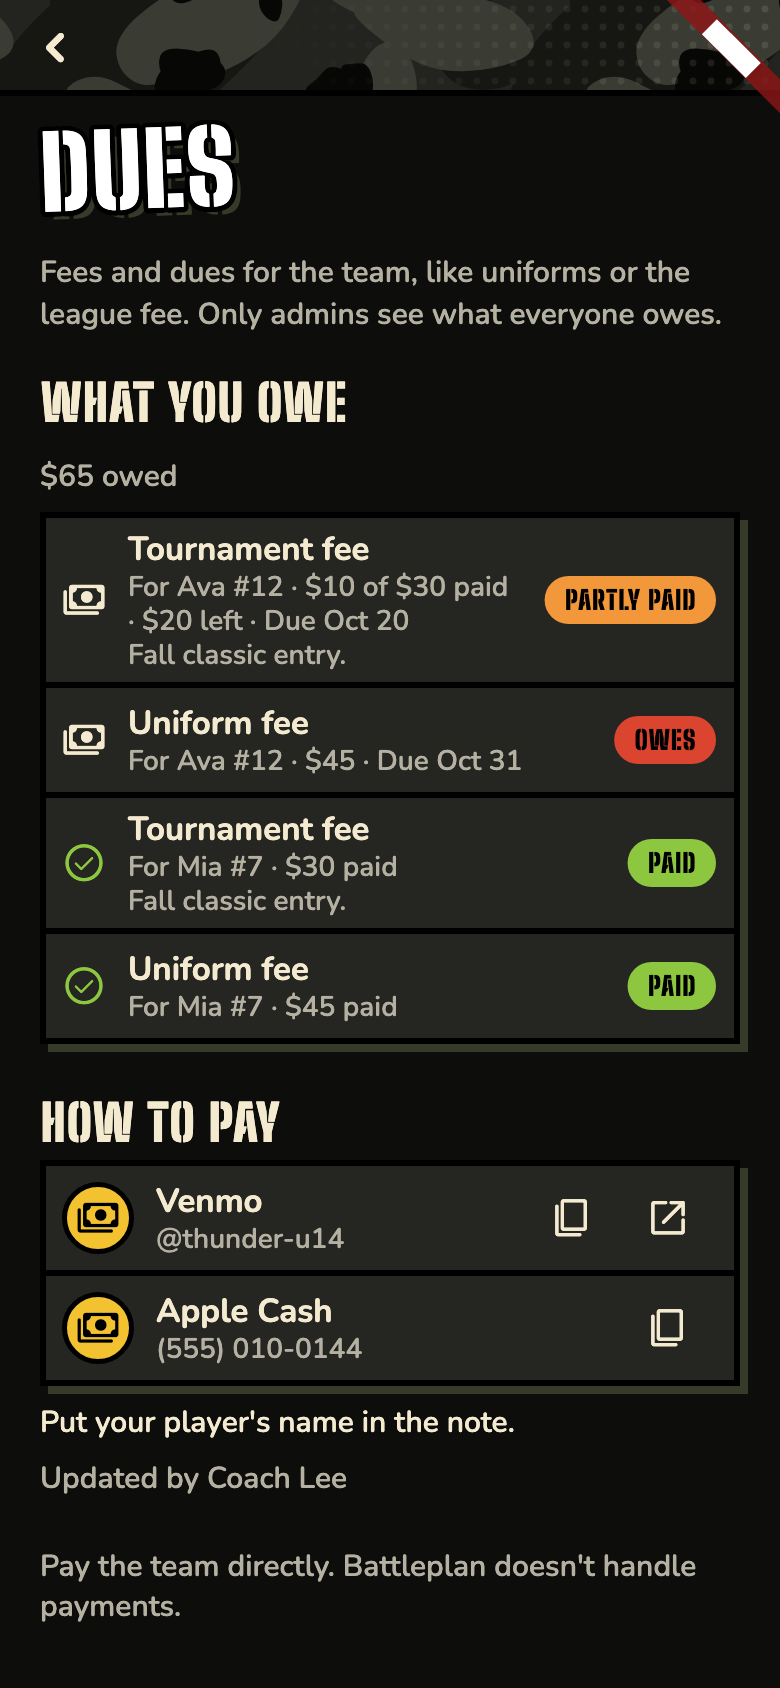 DUES
Fees and dues for the team, like uniforms or the
league fee. Only admins see what everyone owes.
WHAT YOU OWE
$65 owed
Tournament fee
For Ava #12 · $10 of $30 paid
· $20 left · Due Oct 20
Fall classic entry.
PARTLY PAID
Uniform fee
For Ava #12 · $45 · Due Oct 31
OWES
Tournament fee
For Mia #7 · $30 paid
Fall classic entry.
PAID
Uniform fee
For Mia #7 · $45 paid
PAID
HOW TO PAY
Venmo
@thunder-u14
Apple Cash
(555) 010-0144
Put your player's name in the note.
Updated by Coach Lee
Pay the team directly. Battleplan doesn't handle
payments.